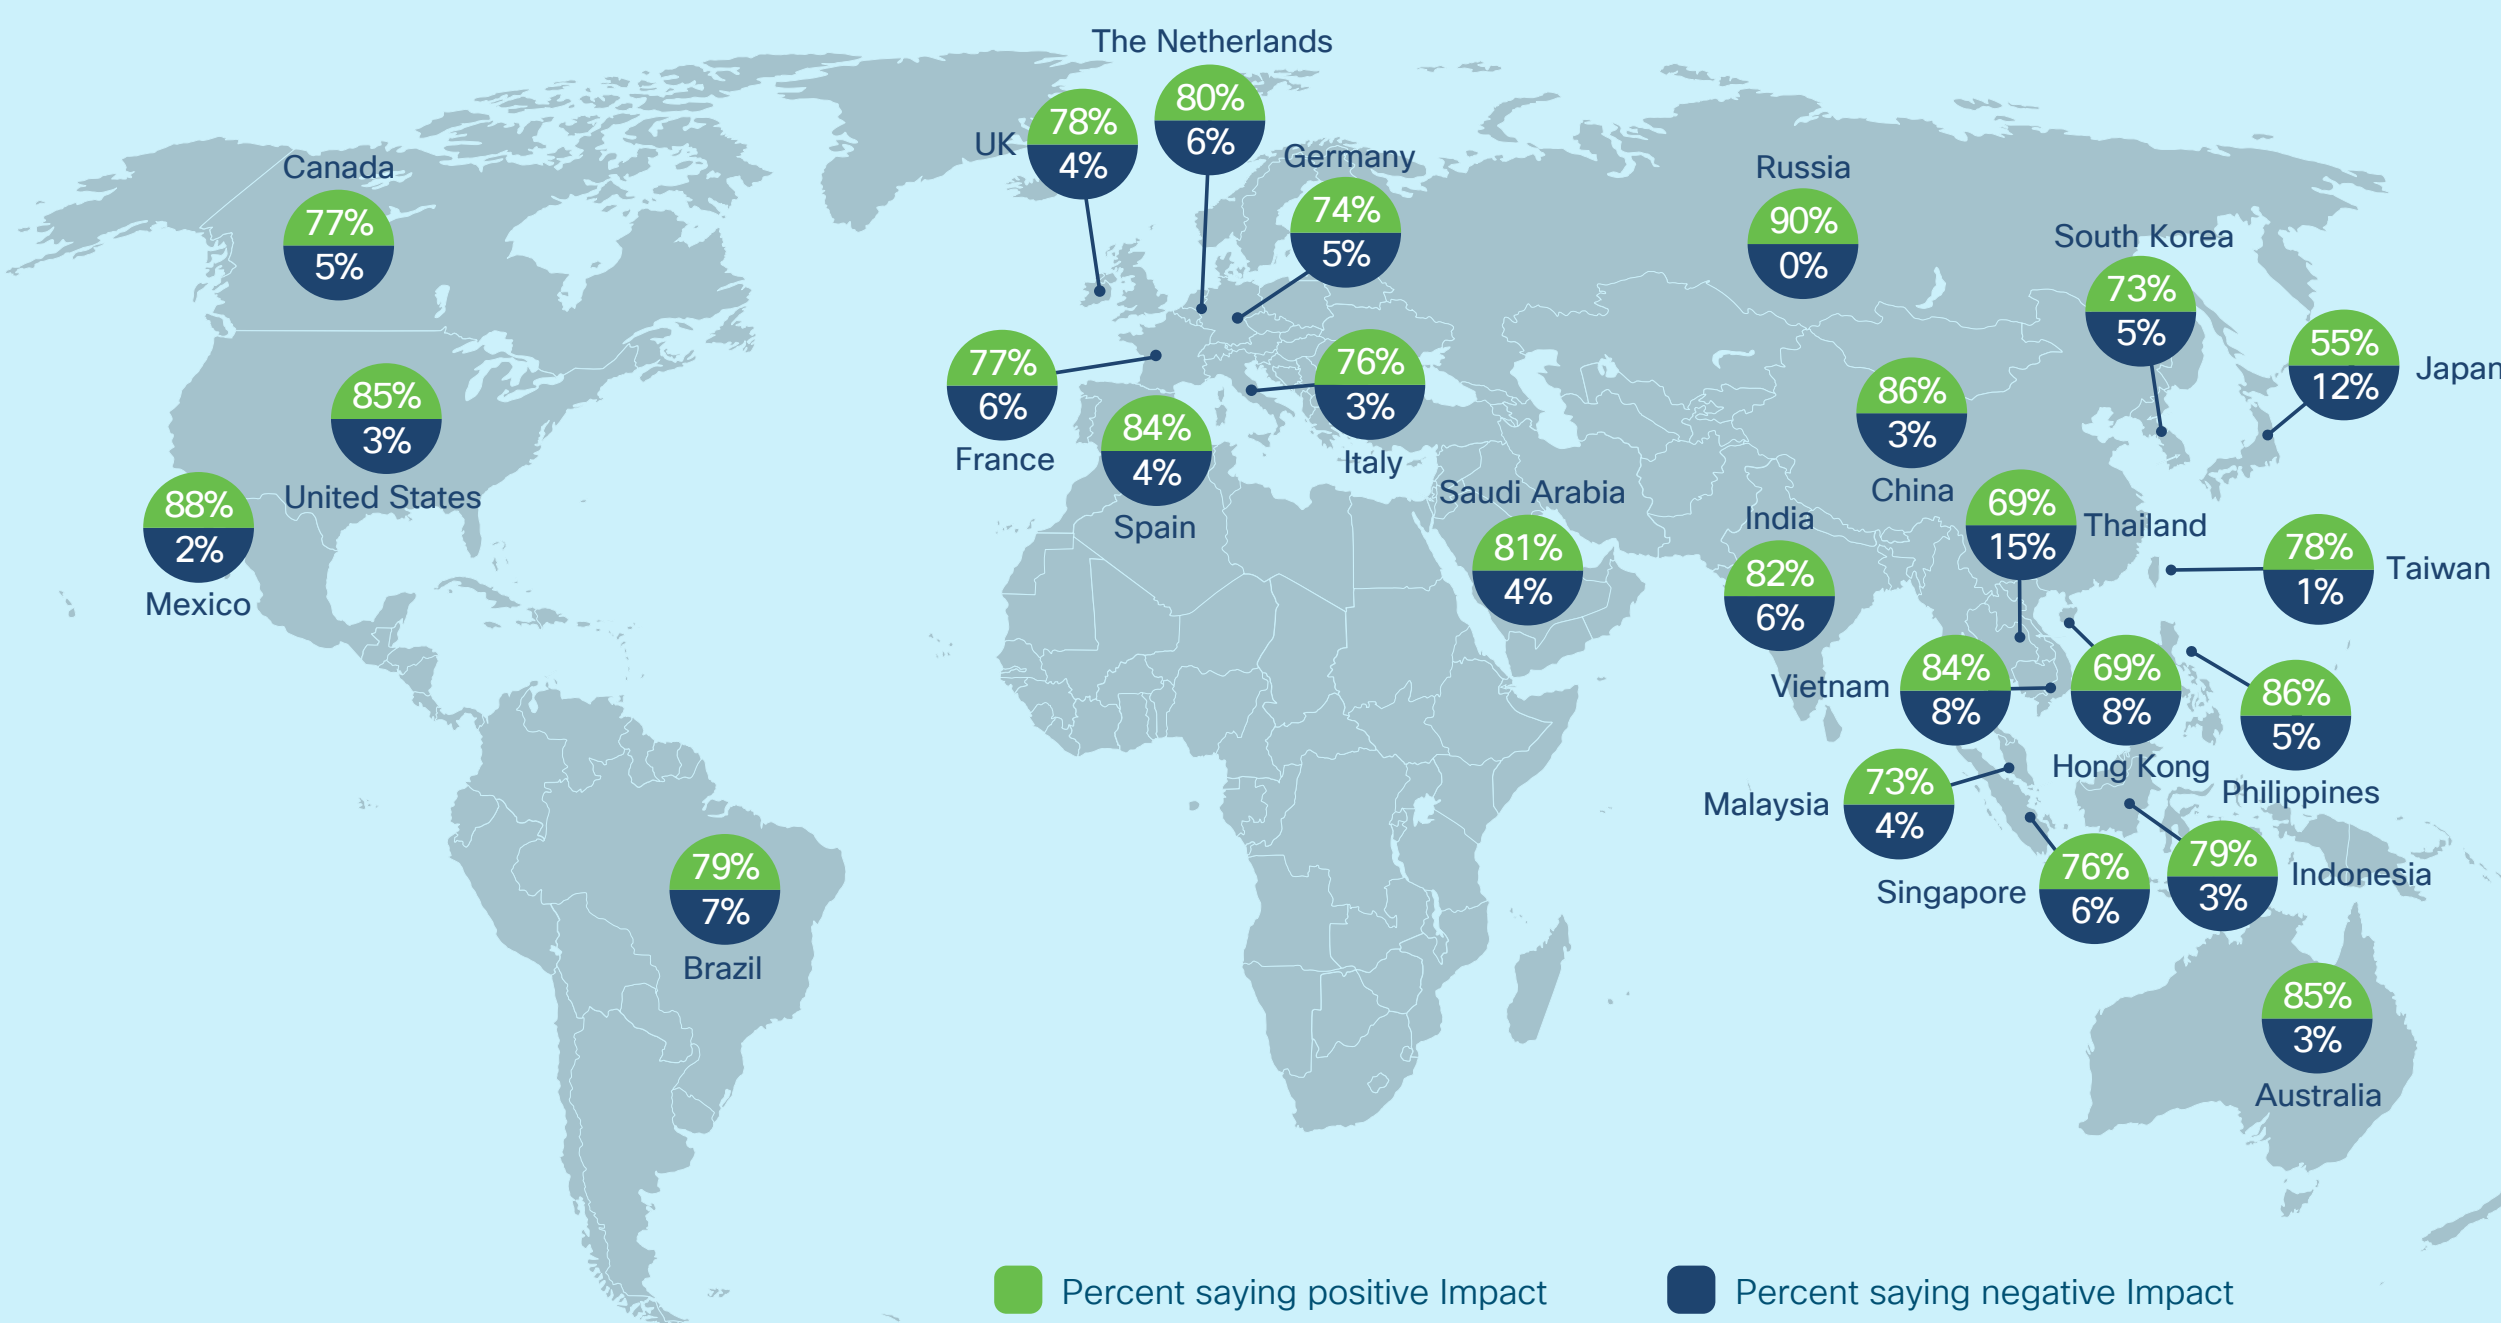 The Netherlands
80%
6%
UK
78%
4%
Germany
74%
5%
Canada
77%
5%
Russia
90%
0%
South Korea
73%
5%
55%
12%
Japan
77%
6%
France
76%
3%
Italy
85%
3%
United States
84%
4%
Spain
86%
3%
China
88%
2%
Mexico
Saudi Arabia
81%
4%
India
82%
6%
69%
15%
Thailand
78%
1%
Taiwan
Vietnam
84%
8%
69%
8%
Hong Kong
86%
5%
Philippines
Malaysia
73%
4%
Singapore
76%
6%
79%
3%
Indonesia
79%
7%
Brazil
85%
3%
Australia
Percent saying positive Impact
Percent saying negative Impact